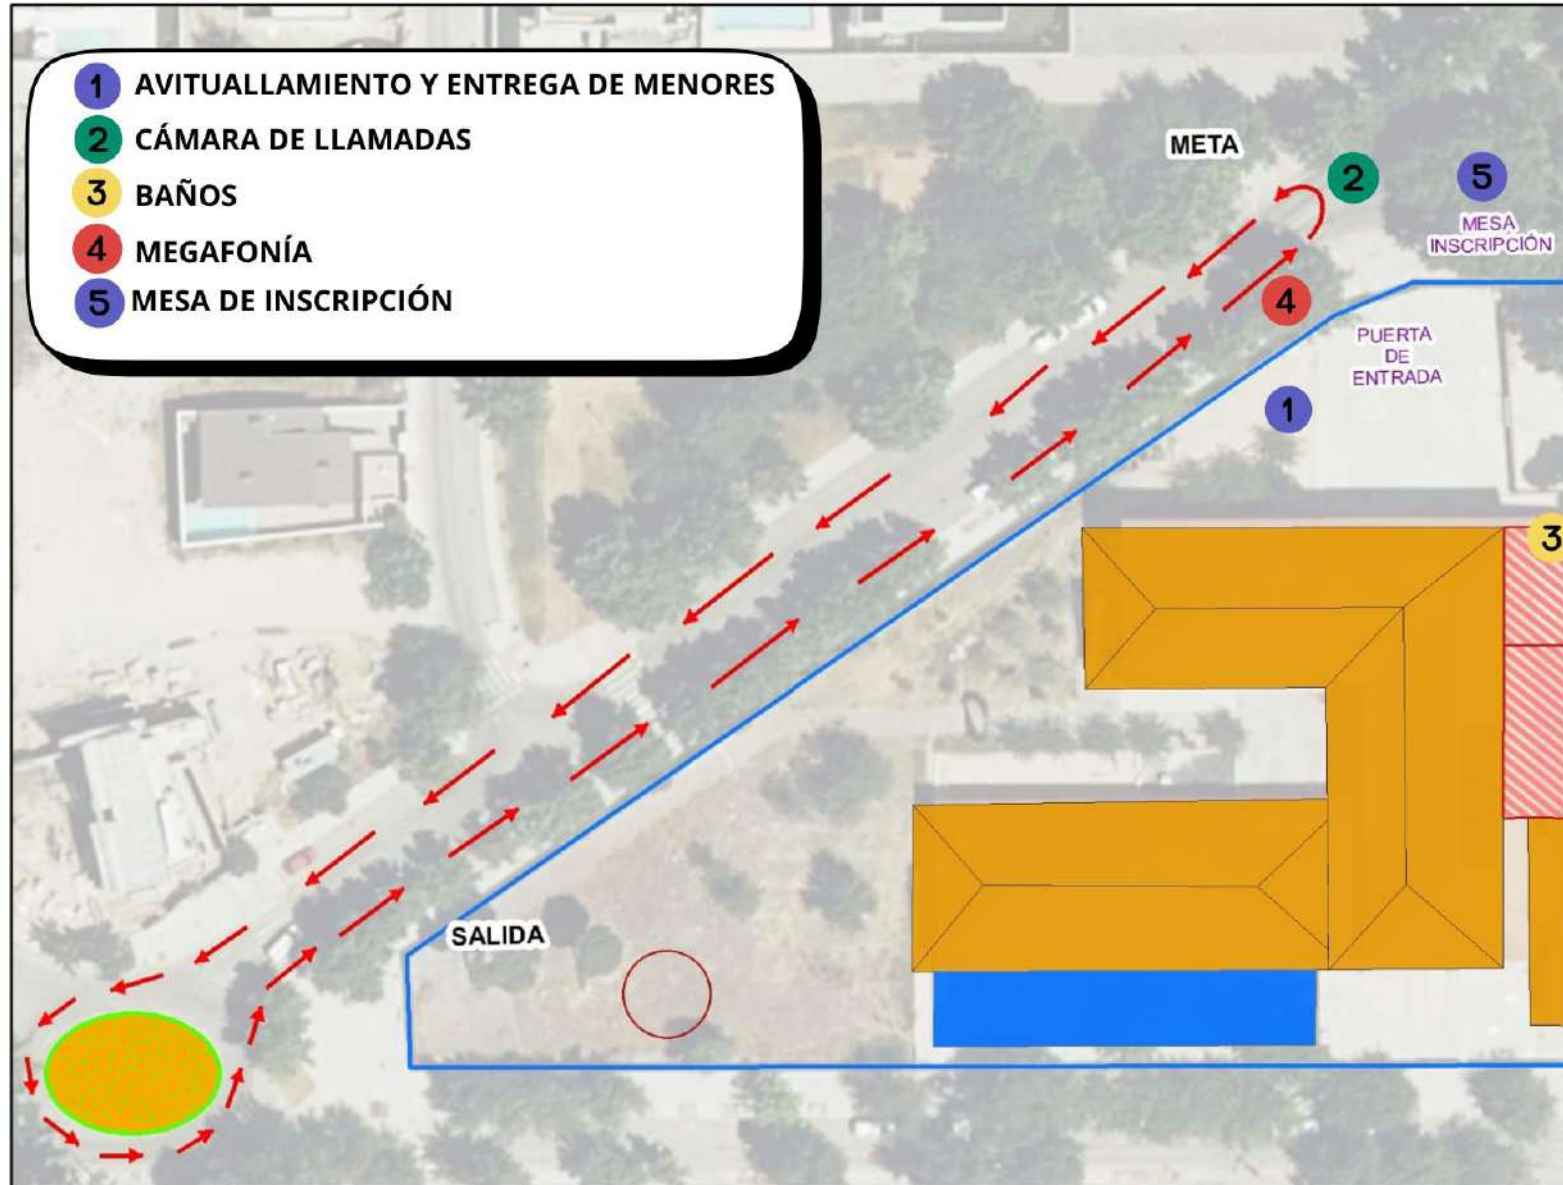 1 AVITUALLAMIENTO Y ENTREGA DE MENORES
2 CÁMARA DE LLAMADAS
3 BAÑOS
4 MEGAFONÍA
5 MESA DE INSCRIPCIÓN
META
2
5
MESA
INSCRIPCIÓN
4
PUERTA
DE
ENTRADA
1
3
SALIDA